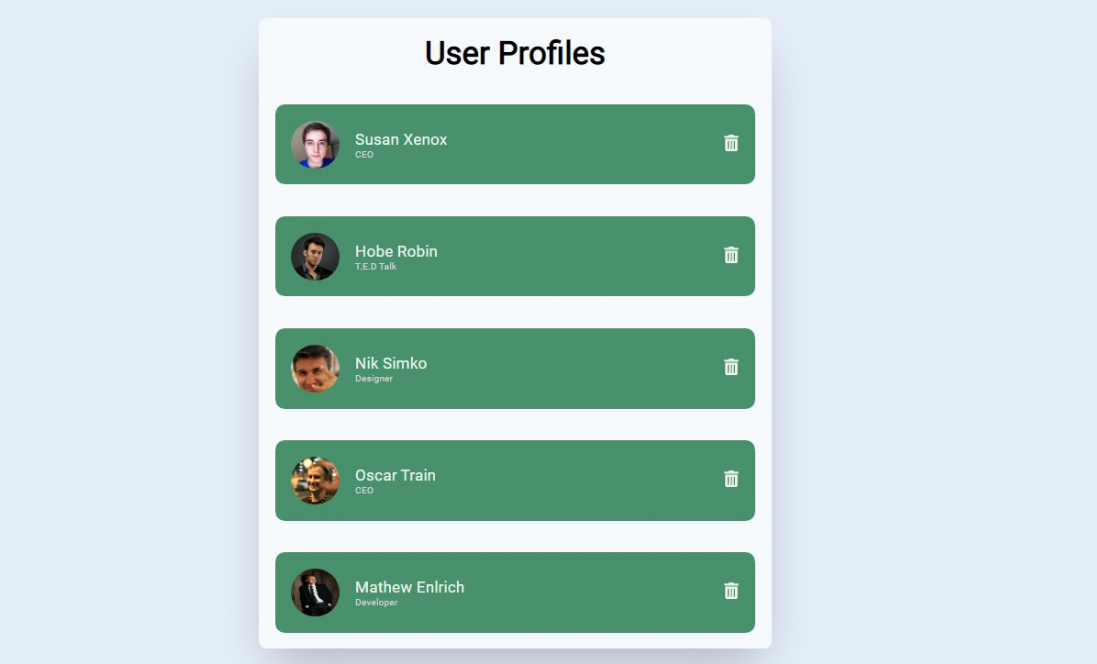 User Profiles
Susan Xenox
CEO
Hobe Robin
T.E.D Talk
Nik Simko
Designer
Oscar Train
CEO
Mathew Enlrich
Developer